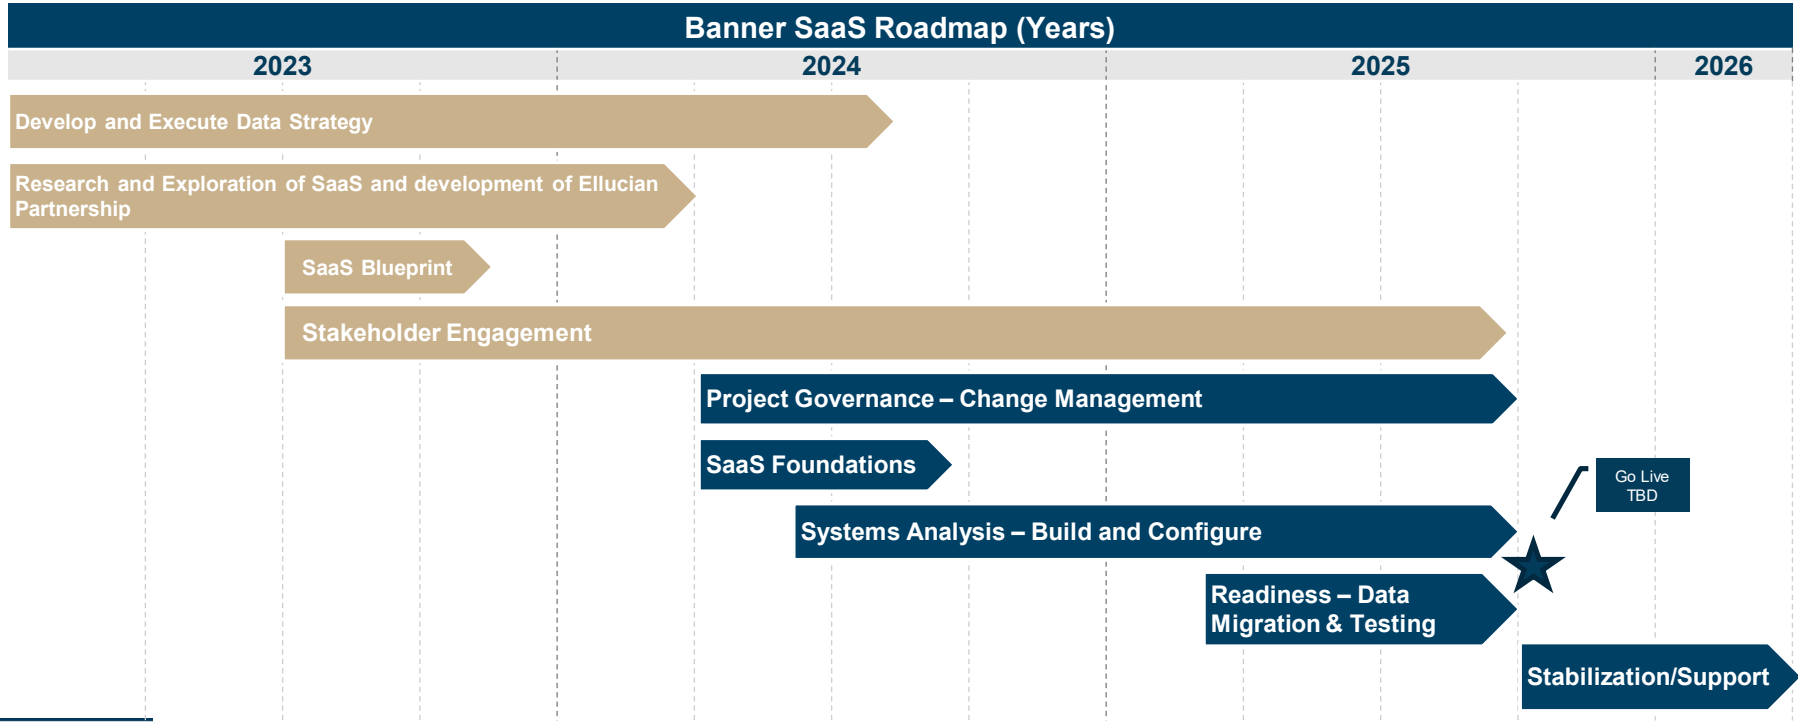 Banner SaaS Roadmap (Years)
2023 2024 2025 2026
Develop and Execute Data Strategy
Research and Exploration of SaaS and development of Ellucian
Partnership
SaaS Blueprint
Stakeholder Engagement
Project Governance – Change Management
SaaS Foundations
Go Live
TBD
Systems Analysis – Build and Configure
Readiness – Data
Migration & Testing
Stabilization/Support